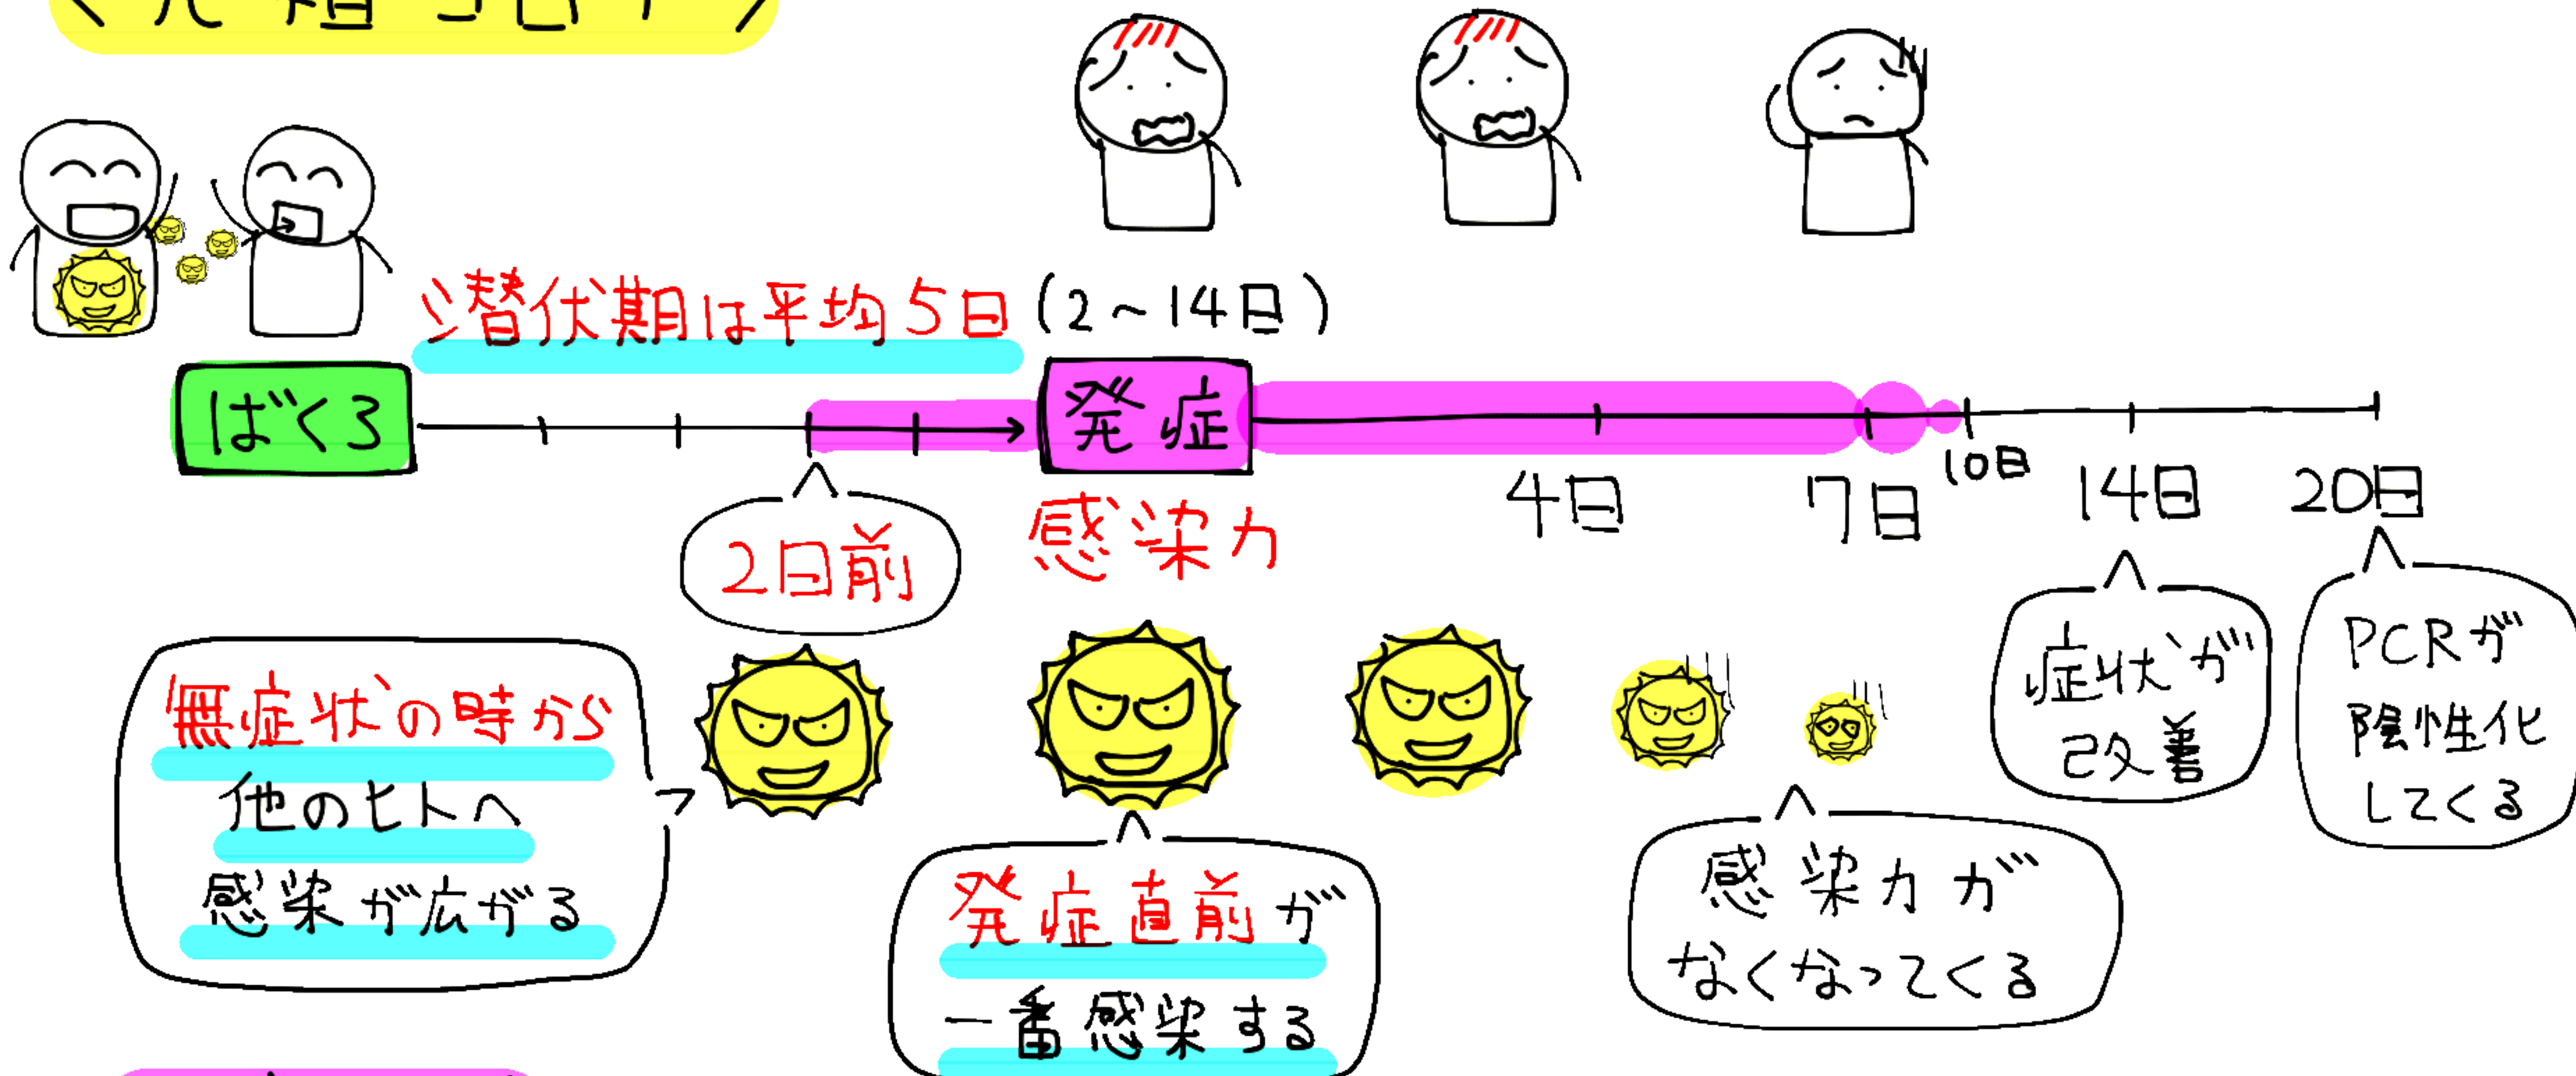 潜伏期は平均5日(2~14日)
ばくろ
発症
4日
7日
10日
14日
20日
2日前
感染力
無症状の時から
他のヒトへ
感染が広がる
発症直前が
一番感染する
感染力が
なくなってくる
症状が
改善
PCRが
陰性化
してくる